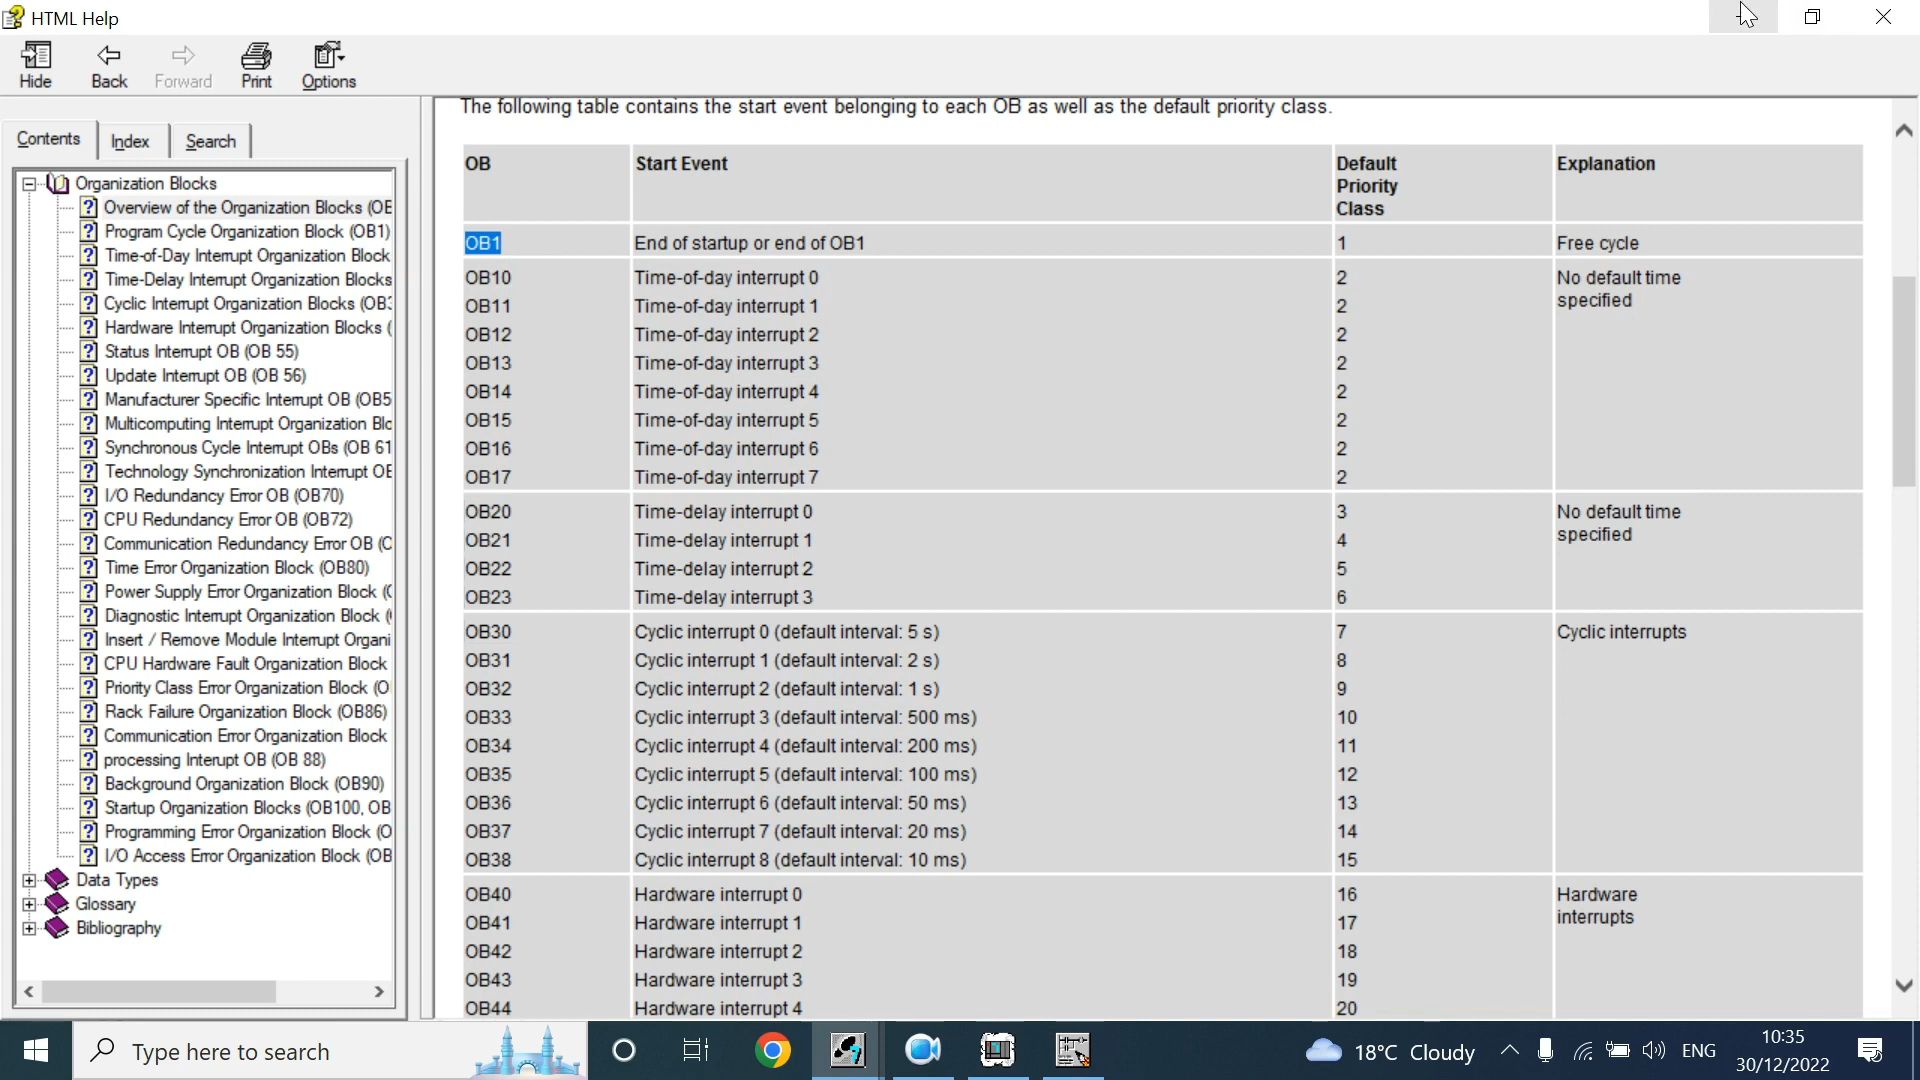 HTML Help
Hide Back Forward Print Options
Contents Index Search
Organization Blocks
Overview of the Organization Blocks (OE
Program Cycle Organization Block (OB1)
Time-of-Day Interrupt Organization Block
Time-Delay Interrupt Organization Blocks
Cyclic Interrupt Organization Blocks (OB3
Hardware Interrupt Organization Blocks (
Status Interrupt OB (OB 55)
Update Interrupt OB (OB 56)
Manufacturer Specific Interrupt OB (OB5
Multicomputing Interrupt Organization Blo
Synchronous Cycle Interrupt OBs (OB 61
Technology Synchronization Interrupt OE
I/O Redundancy Error OB (OB70)
CPU Redundancy Error OB (OB72)
Communication Redundancy Error OB (O
Time Error Organization Block (OB80)
Power Supply Error Organization Block (O
Diagnostic Interrupt Organization Block (
Insert / Remove Module Interrupt Organi
CPU Hardware Fault Organization Block
Priority Class Error Organization Block (O
Rack Failure Organization Block (OB86)
Communication Error Organization Block
processing Interupt OB (OB 88)
Background Organization Block (OB90)
Startup Organization Blocks (OB100, OB
Programming Error Organization Block (O
I/O Access Error Organization Block (OB
Data Types
Glossary
Bibliography
The following table contains the start event belonging to each OB as well as the default priority class.
OB Start Event Default Priority Class Explanation
OB1 End of startup or end of OB1 1 Free cycle
OB10 Time-of-day interrupt 0 2 No default time
OB11 Time-of-day interrupt 1 2 specified
OB12 Time-of-day interrupt 2 2
OB13 Time-of-day interrupt 3 2
OB14 Time-of-day interrupt 4 2
OB15 Time-of-day interrupt 5 2
OB16 Time-of-day interrupt 6 2
OB17 Time-of-day interrupt 7 2
OB20 Time-delay interrupt 0 3 No default time
OB21 Time-delay interrupt 1 4 specified
OB22 Time-delay interrupt 2 5
OB23 Time-delay interrupt 3 6
OB30 Cyclic interrupt 0 (default interval: 5 s) 7 Cyclic interrupts
OB31 Cyclic interrupt 1 (default interval: 2 s) 8
OB32 Cyclic interrupt 2 (default interval: 1 s) 9
OB33 Cyclic interrupt 3 (default interval: 500 ms) 10
OB34 Cyclic interrupt 4 (default interval: 200 ms) 11
OB35 Cyclic interrupt 5 (default interval: 100 ms) 12
OB36 Cyclic interrupt 6 (default interval: 50 ms) 13
OB37 Cyclic interrupt 7 (default interval: 20 ms) 14
OB38 Cyclic interrupt 8 (default interval: 10 ms) 15
OB40 Hardware interrupt 0 16 Hardware
OB41 Hardware interrupt 1 17 interrupts
OB42 Hardware interrupt 2 18
OB43 Hardware interrupt 3 19
OB44 Hardware interrupt 4 20
Type here to search
18°C Cloudy
ENG
10:35
30/12/2022